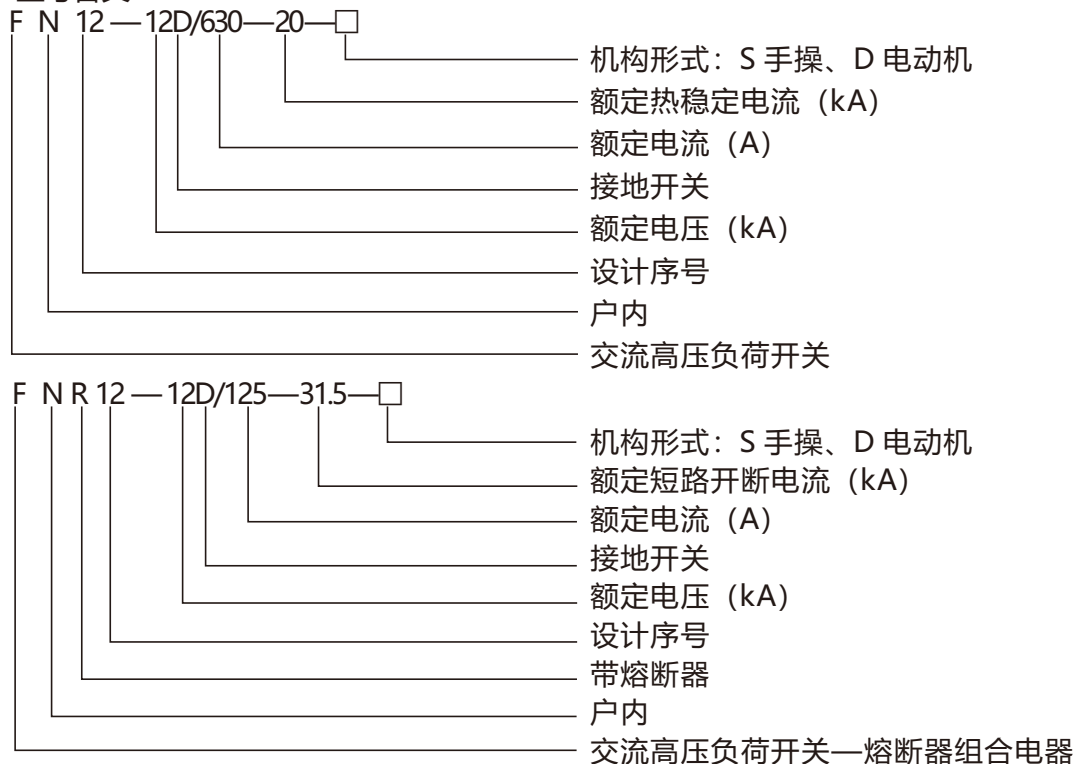 F N 12 — 12D/630—20—□
机构形式：S 手操、D 电动机
额定热稳定电流（kA）
额定电流（A）
接地开关
额定电压（kA）
设计序号
户内
交流高压负荷开关
F N R 12 — 12D/125—31.5—□
机构形式：S 手操、D 电动机
额定短路开断电流（kA）
额定电流（A）
接地开关
额定电压（kA）
设计序号
带熔断器
户内
交流高压负荷开关—熔断器组合电器